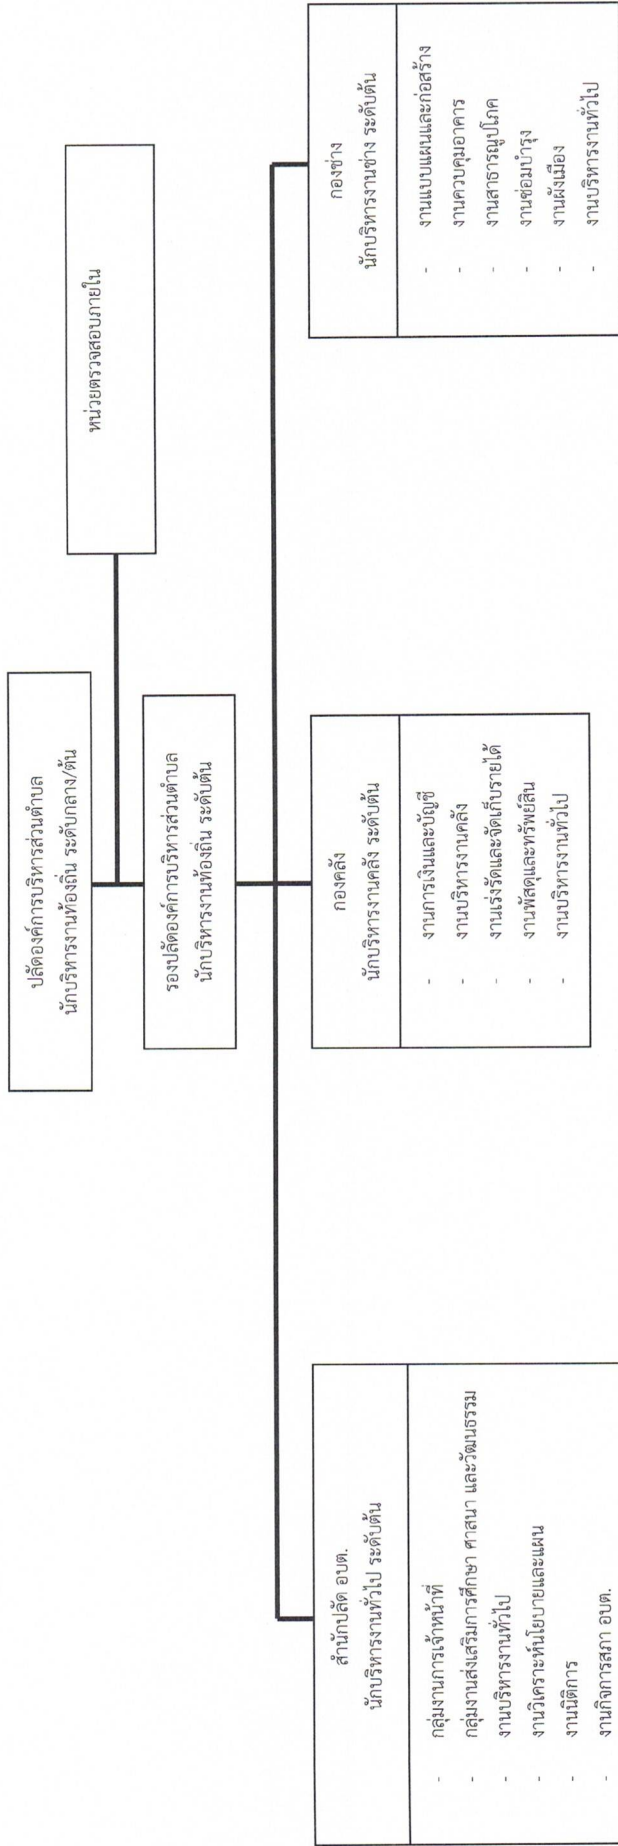 ปลัดองค์การบริหารส่วนตำบล
นักบริหารงานท้องถิ่น ระดับกลาง/ต้น
หน่วยตรวจสอบภายใน
รองปลัดองค์การบริหารส่วนตำบล
นักบริหารงานท้องถิ่น ระดับต้น
สำนักปลัด อบต.
นักบริหารงานทั่วไป ระดับต้น
- กลุ่มงานการเจ้าหน้าที่
- กลุ่มงานส่งเสริมการศึกษา ศาสนา และวัฒนธรรม
- งานบริหารงานทั่วไป
- งานวิเคราะห์นโยบายและแผน
- งานนิติการ
- งานกิจการสภา อบต.
กองคลัง
นักบริหารงานคลัง ระดับต้น
- งานการเงินและบัญชี
- งานบริหารงานคลัง
- งานเร่งรัดและจัดเก็บรายได้
- งานพัสดุและทรัพย์สิน
- งานบริหารงานทั่วไป
กองช่าง
นักบริหารงานช่าง ระดับต้น
- งานแบบแผนและก่อสร้าง
- งานควบคุมอาคาร
- งานสาธารณูปโภค
- งานซ่อมบำรุง
- งานผังเมือง
- งานบริหารงานทั่วไป